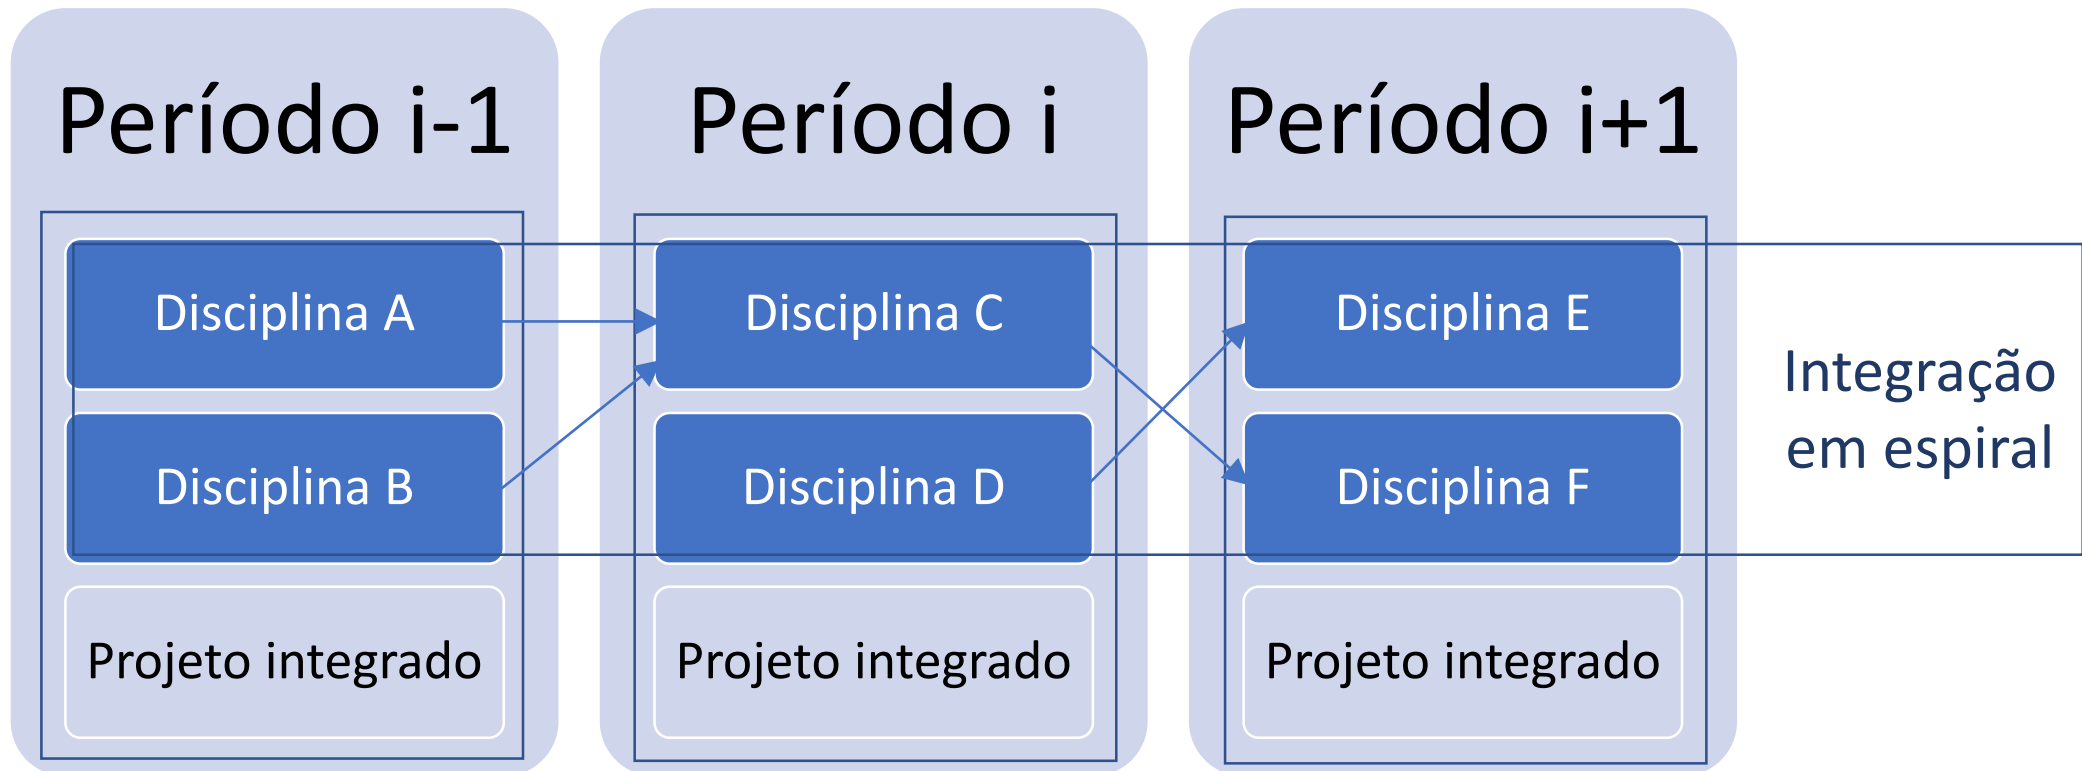 Período i-1
Período i
Período i+1
Disciplina A
Disciplina C
Disciplina E
Disciplina B
Disciplina D
Disciplina F
Projeto integrado
Projeto integrado
Projeto integrado
Integração
em espiral